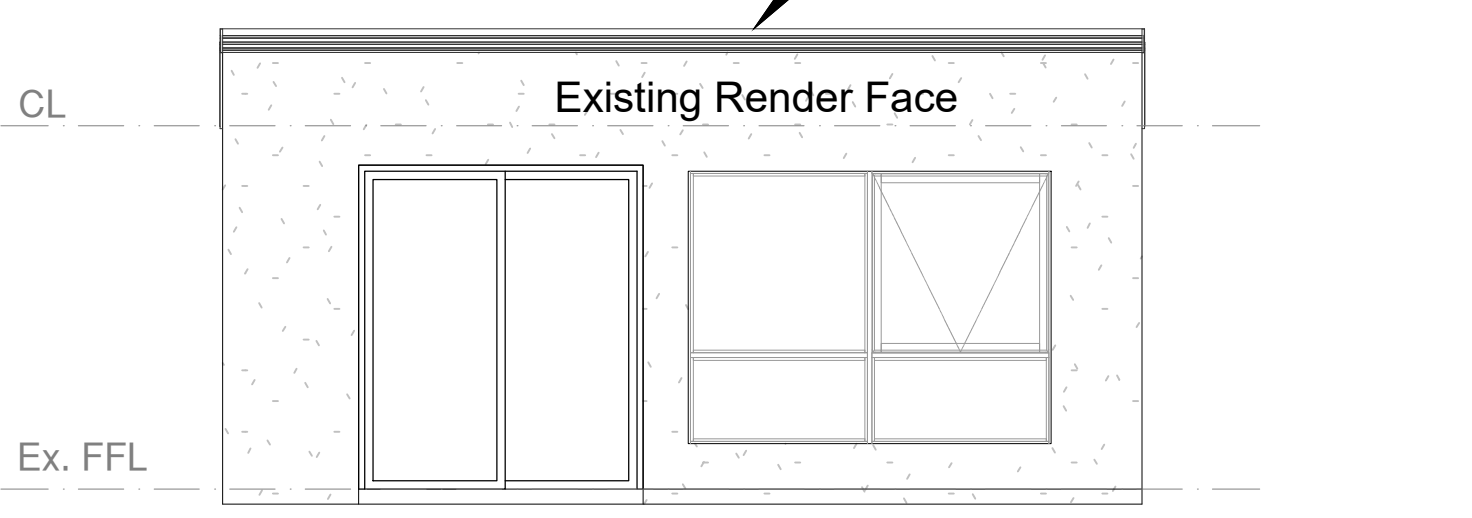 Existing Render Face
CL
Ex. FFL